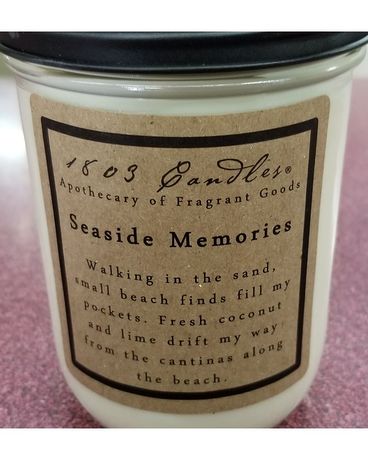 1803 Candles®
Apothecary of Fragrant Goods
Seaside Memories
Walking in the sand,
small beach finds fill my
pockets. Fresh coconut
and lime drift my way
from the cantinas along
the beach.